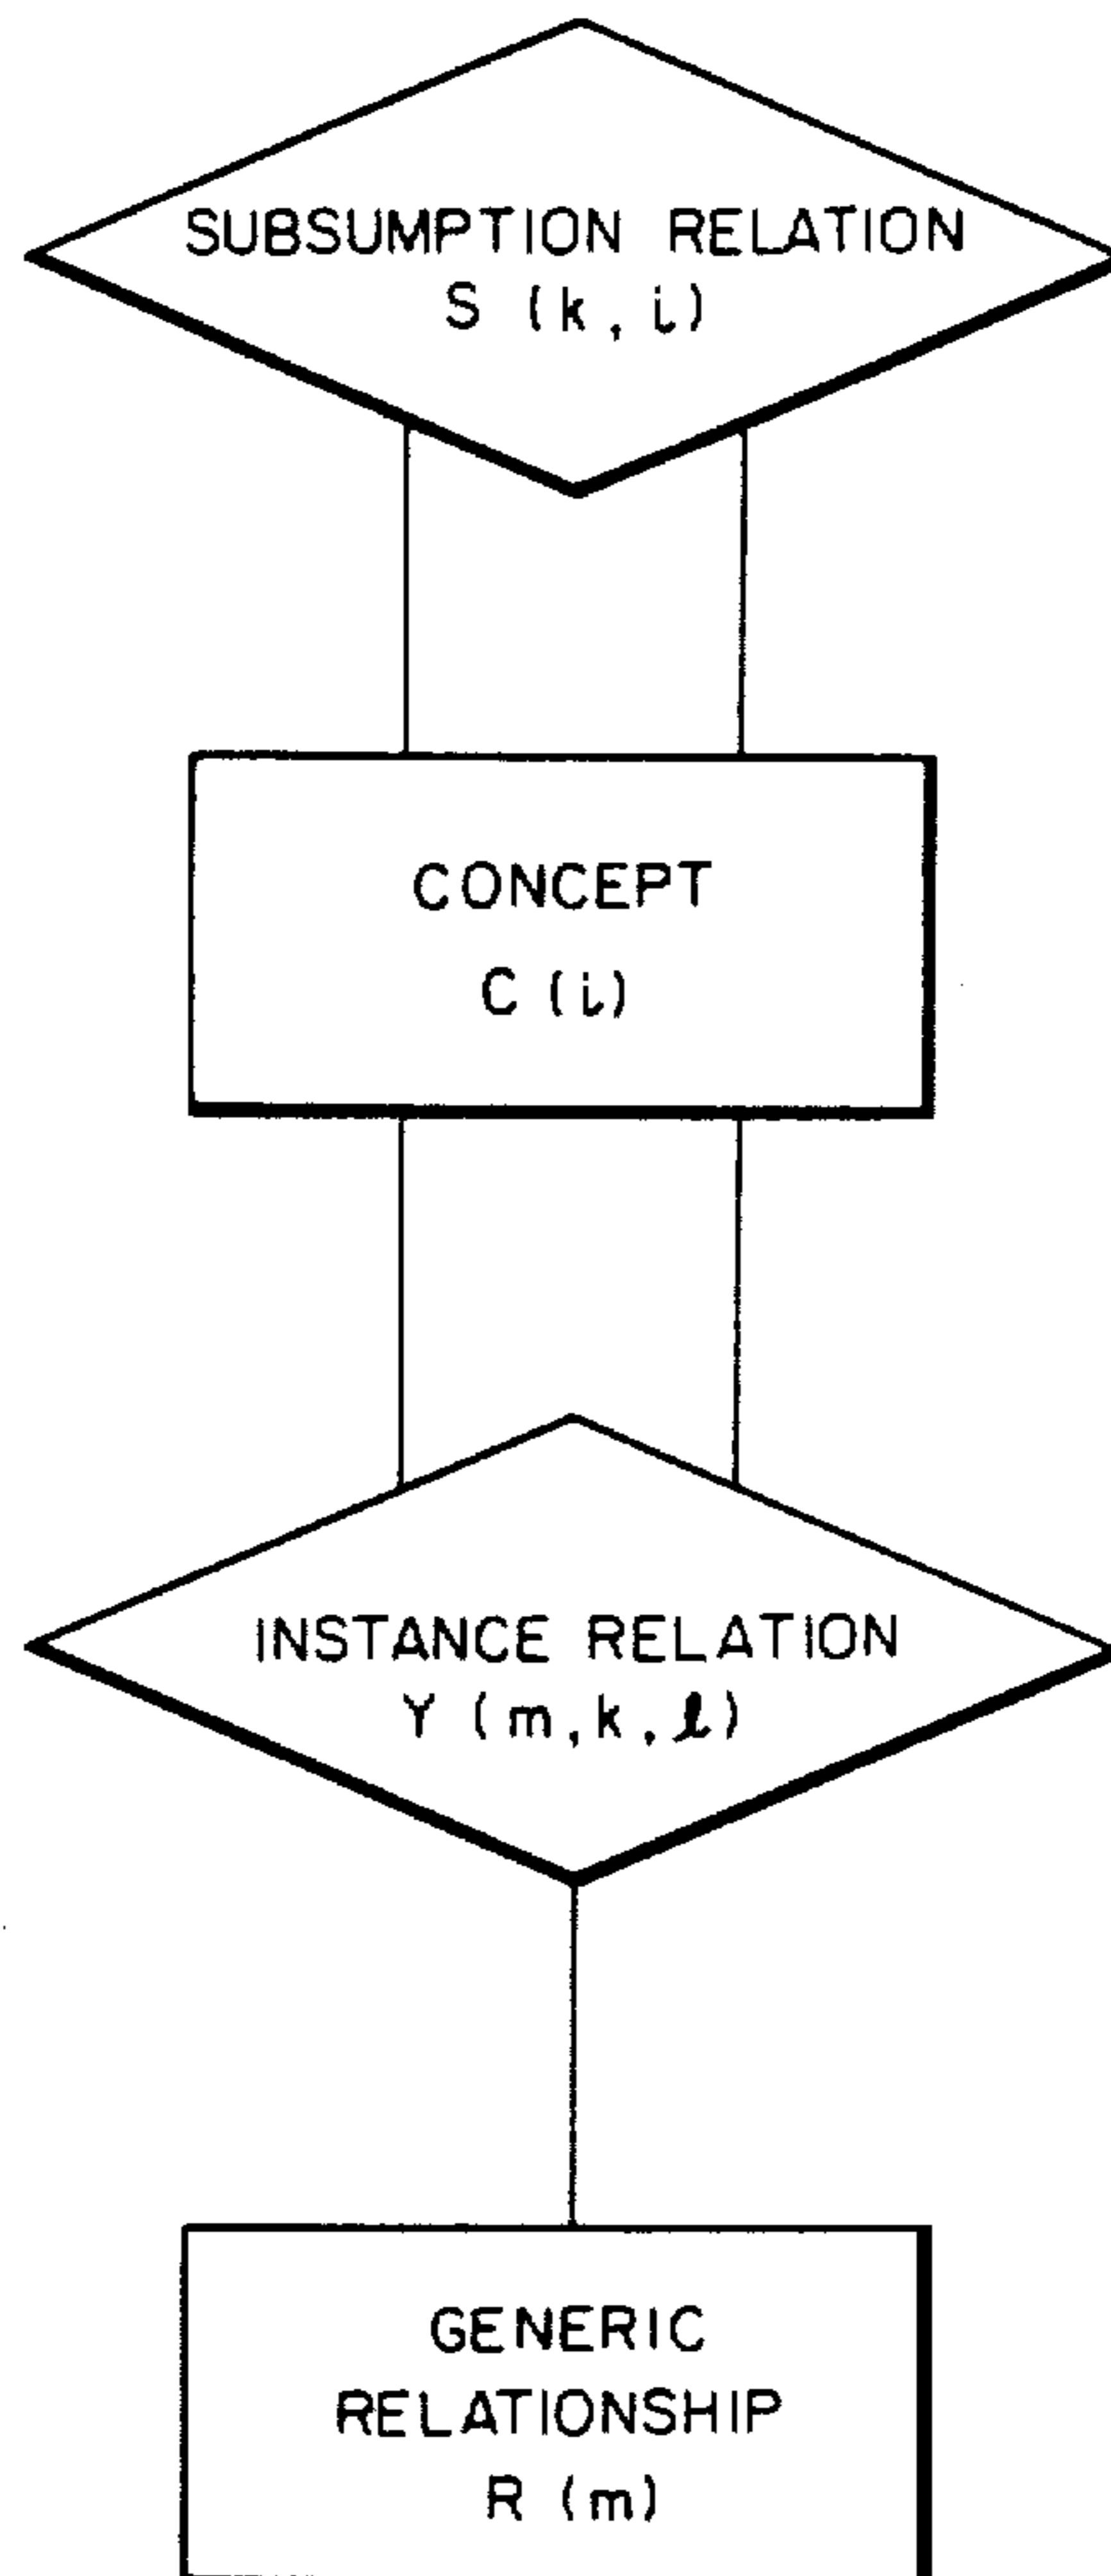 SUBSUMPTION RELATION
S (k, i)
CONCEPT
C (i)
INSTANCE RELATION
Y (m, k, ℓ)
GENERIC
RELATIONSHIP
R (m)